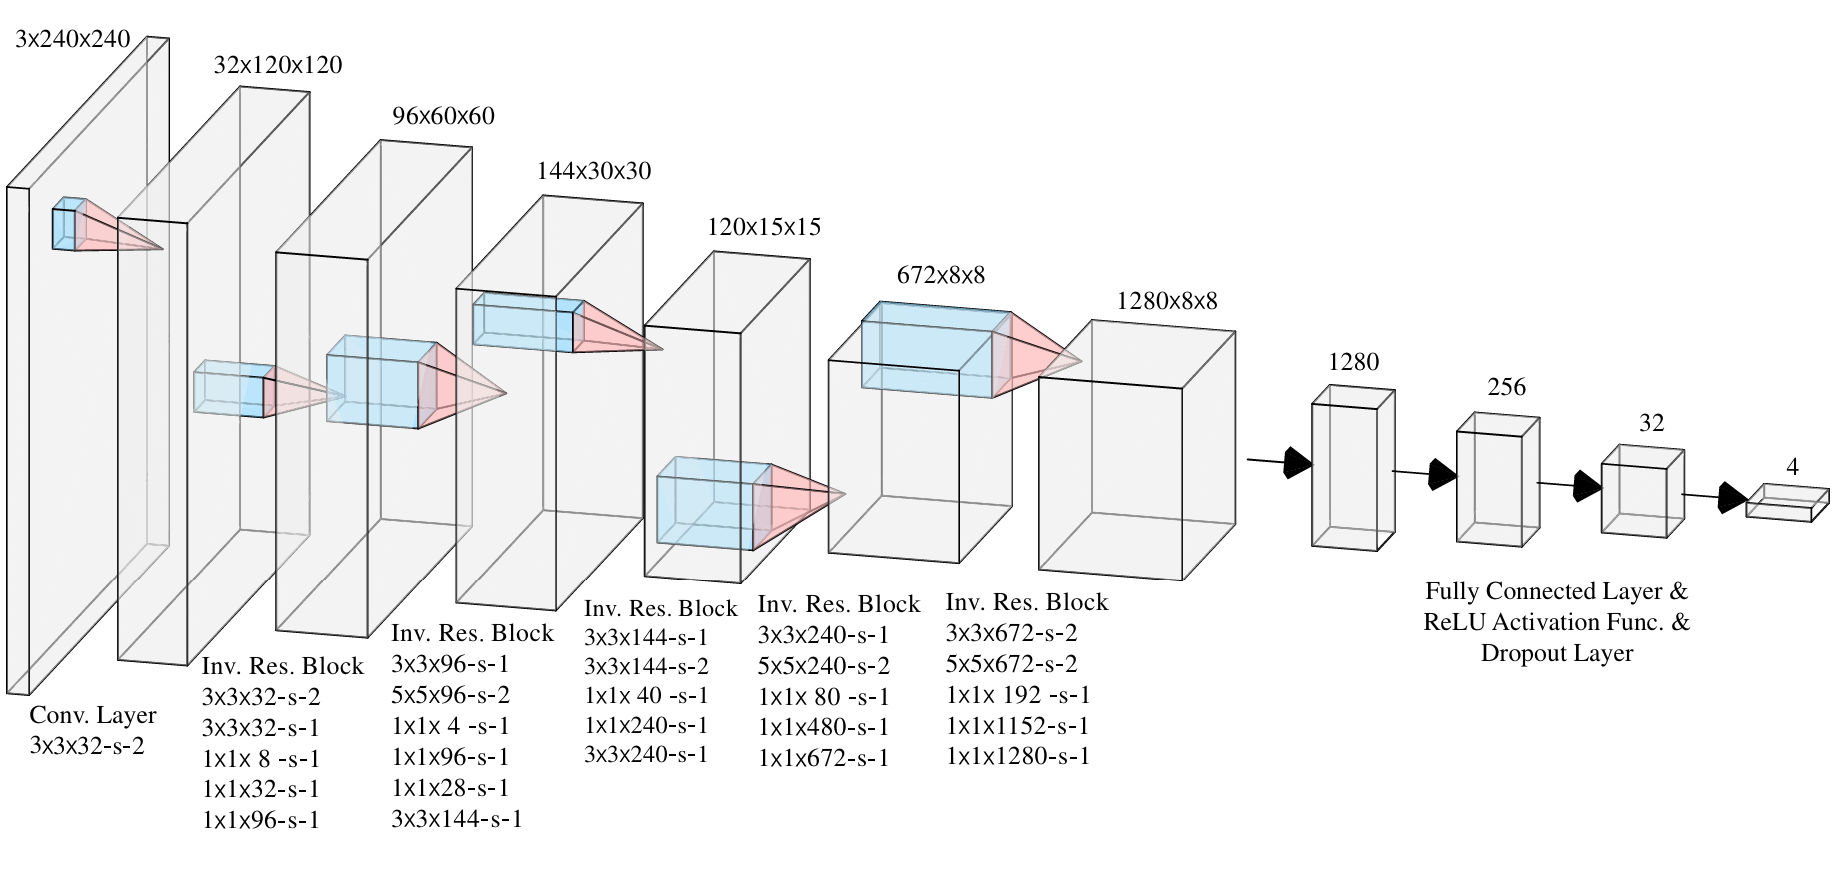 3x240x240
32x120x120
96x60x60
144x30x30
120x15x15
672x8x8
1280x8x8
1280
256
32
4
Conv. Layer
3x3x32-s-2
Inv. Res. Block
3x3x32-s-2
3x3x32-s-1
1x1x 8 -s-1
1x1x32-s-1
1x1x96-s-1
Inv. Res. Block
3x3x96-s-1
5x5x96-s-2
1x1x 4 -s-1
1x1x96-s-1
1x1x28-s-1
3x3x144-s-1
Inv. Res. Block
3x3x144-s-1
3x3x144-s-2
1x1x 40 -s-1
1x1x240-s-1
3x3x240-s-1
Inv. Res. Block
3x3x240-s-1
5x5x240-s-2
1x1x 80 -s-1
1x1x480-s-1
1x1x672-s-1
Inv. Res. Block
3x3x672-s-2
5x5x672-s-2
1x1x 192 -s-1
1x1x1152-s-1
1x1x1280-s-1
Fully Connected Layer &
ReLU Activation Func. &
Dropout Layer